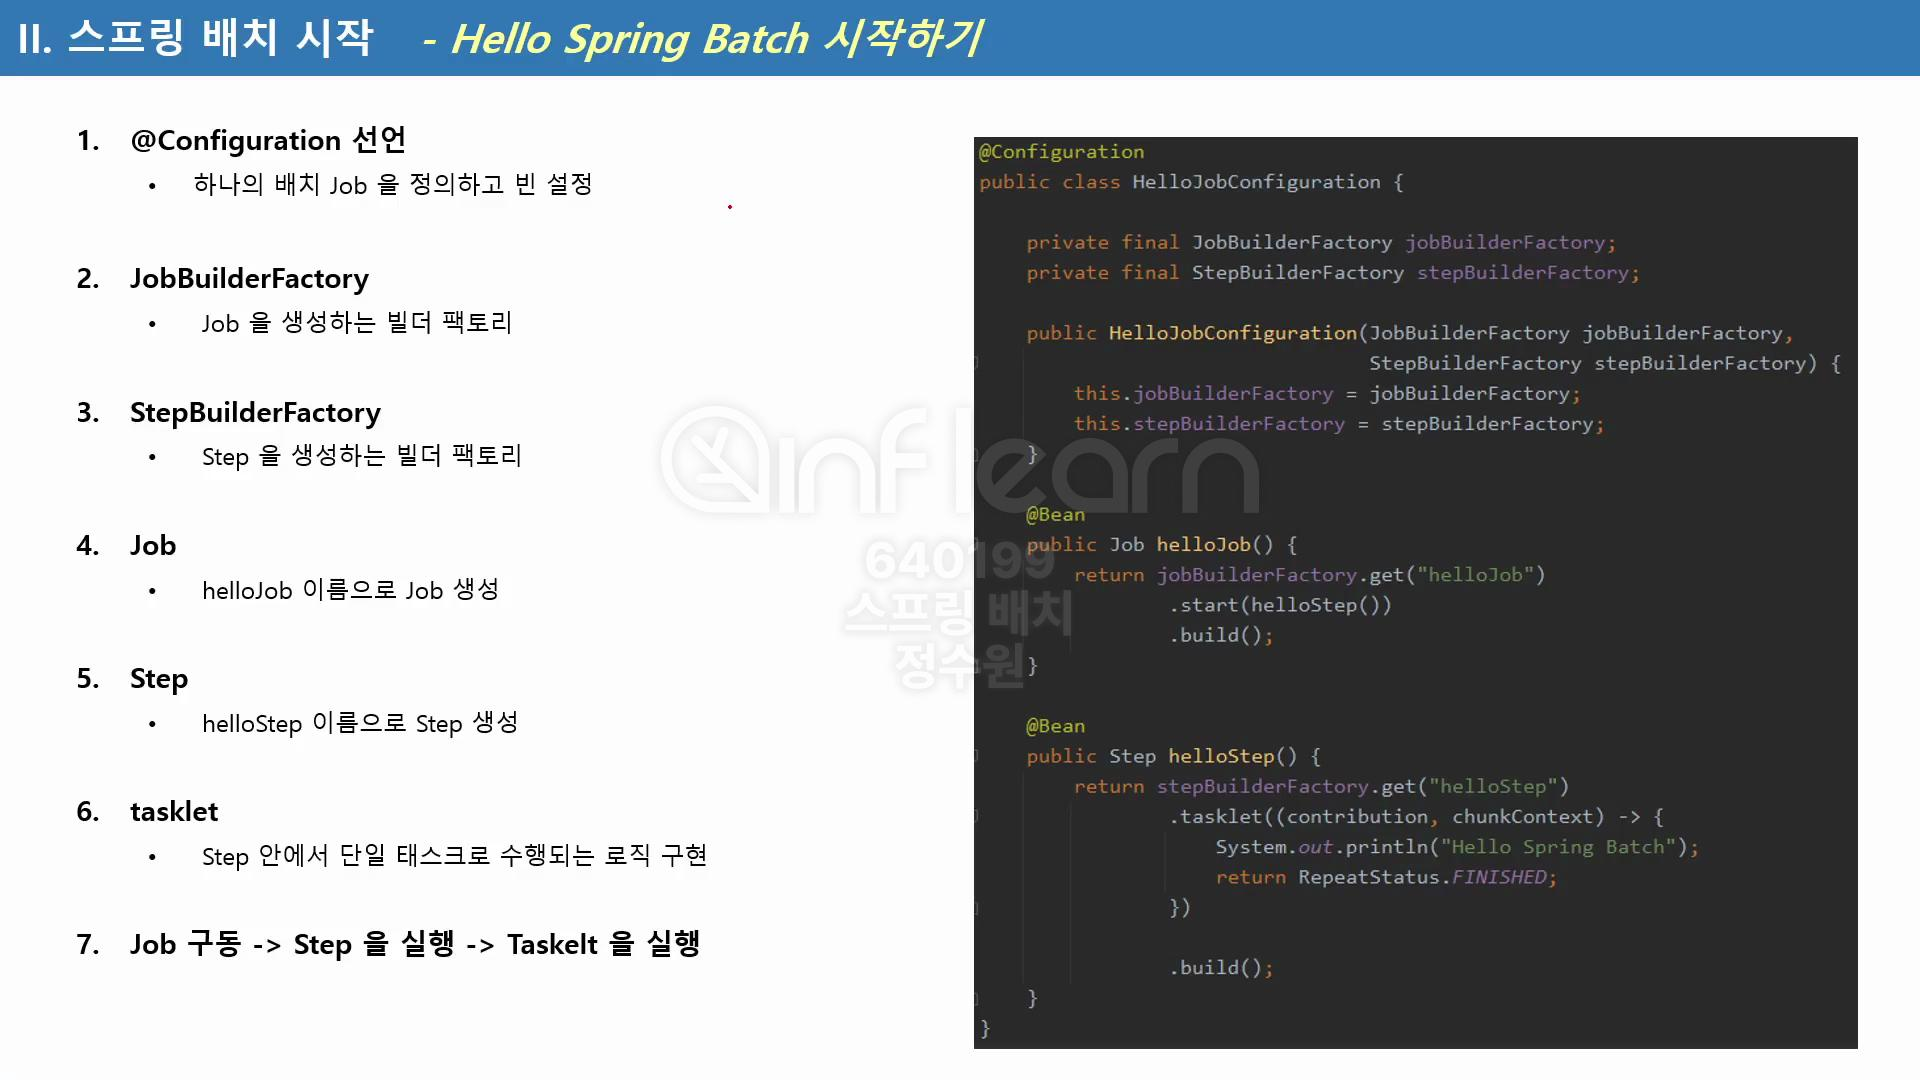 II. 스프링 배치 시작 - Hello Spring Batch 시작하기
1. @Configuration 선언
• 하나의 배치 Job 을 정의하고 빈 설정
2. JobBuilderFactory
• Job 을 생성하는 빌더 팩토리
3. StepBuilderFactory
• Step 을 생성하는 빌더 팩토리
4. Job
• helloJob 이름으로 Job 생성
5. Step
• helloStep 이름으로 Step 생성
6. tasklet
• Step 안에서 단일 태스크로 수행되는 로직 구현
7. Job 구동 -> Step 을 실행 -> Taskelt 을 실행
@Configuration
public class HelloJobConfiguration {
private final JobBuilderFactory jobBuilderFactory;
private final StepBuilderFactory stepBuilderFactory;
public HelloJobConfiguration(JobBuilderFactory jobBuilderFactory,
StepBuilderFactory stepBuilderFactory) {
this.jobBuilderFactory = jobBuilderFactory;
this.stepBuilderFactory = stepBuilderFactory;
}
@Bean
public Job helloJob() {
return jobBuilderFactory.get("helloJob")
.start(helloStep())
.build();
}
@Bean
public Step helloStep() {
return stepBuilderFactory.get("helloStep")
.tasklet((contribution, chunkContext) -> {
System.out.println("Hello Spring Batch");
return RepeatStatus.FINISHED;
})
.build();
}
}
inflearn
640199
스프링 배치
정수원